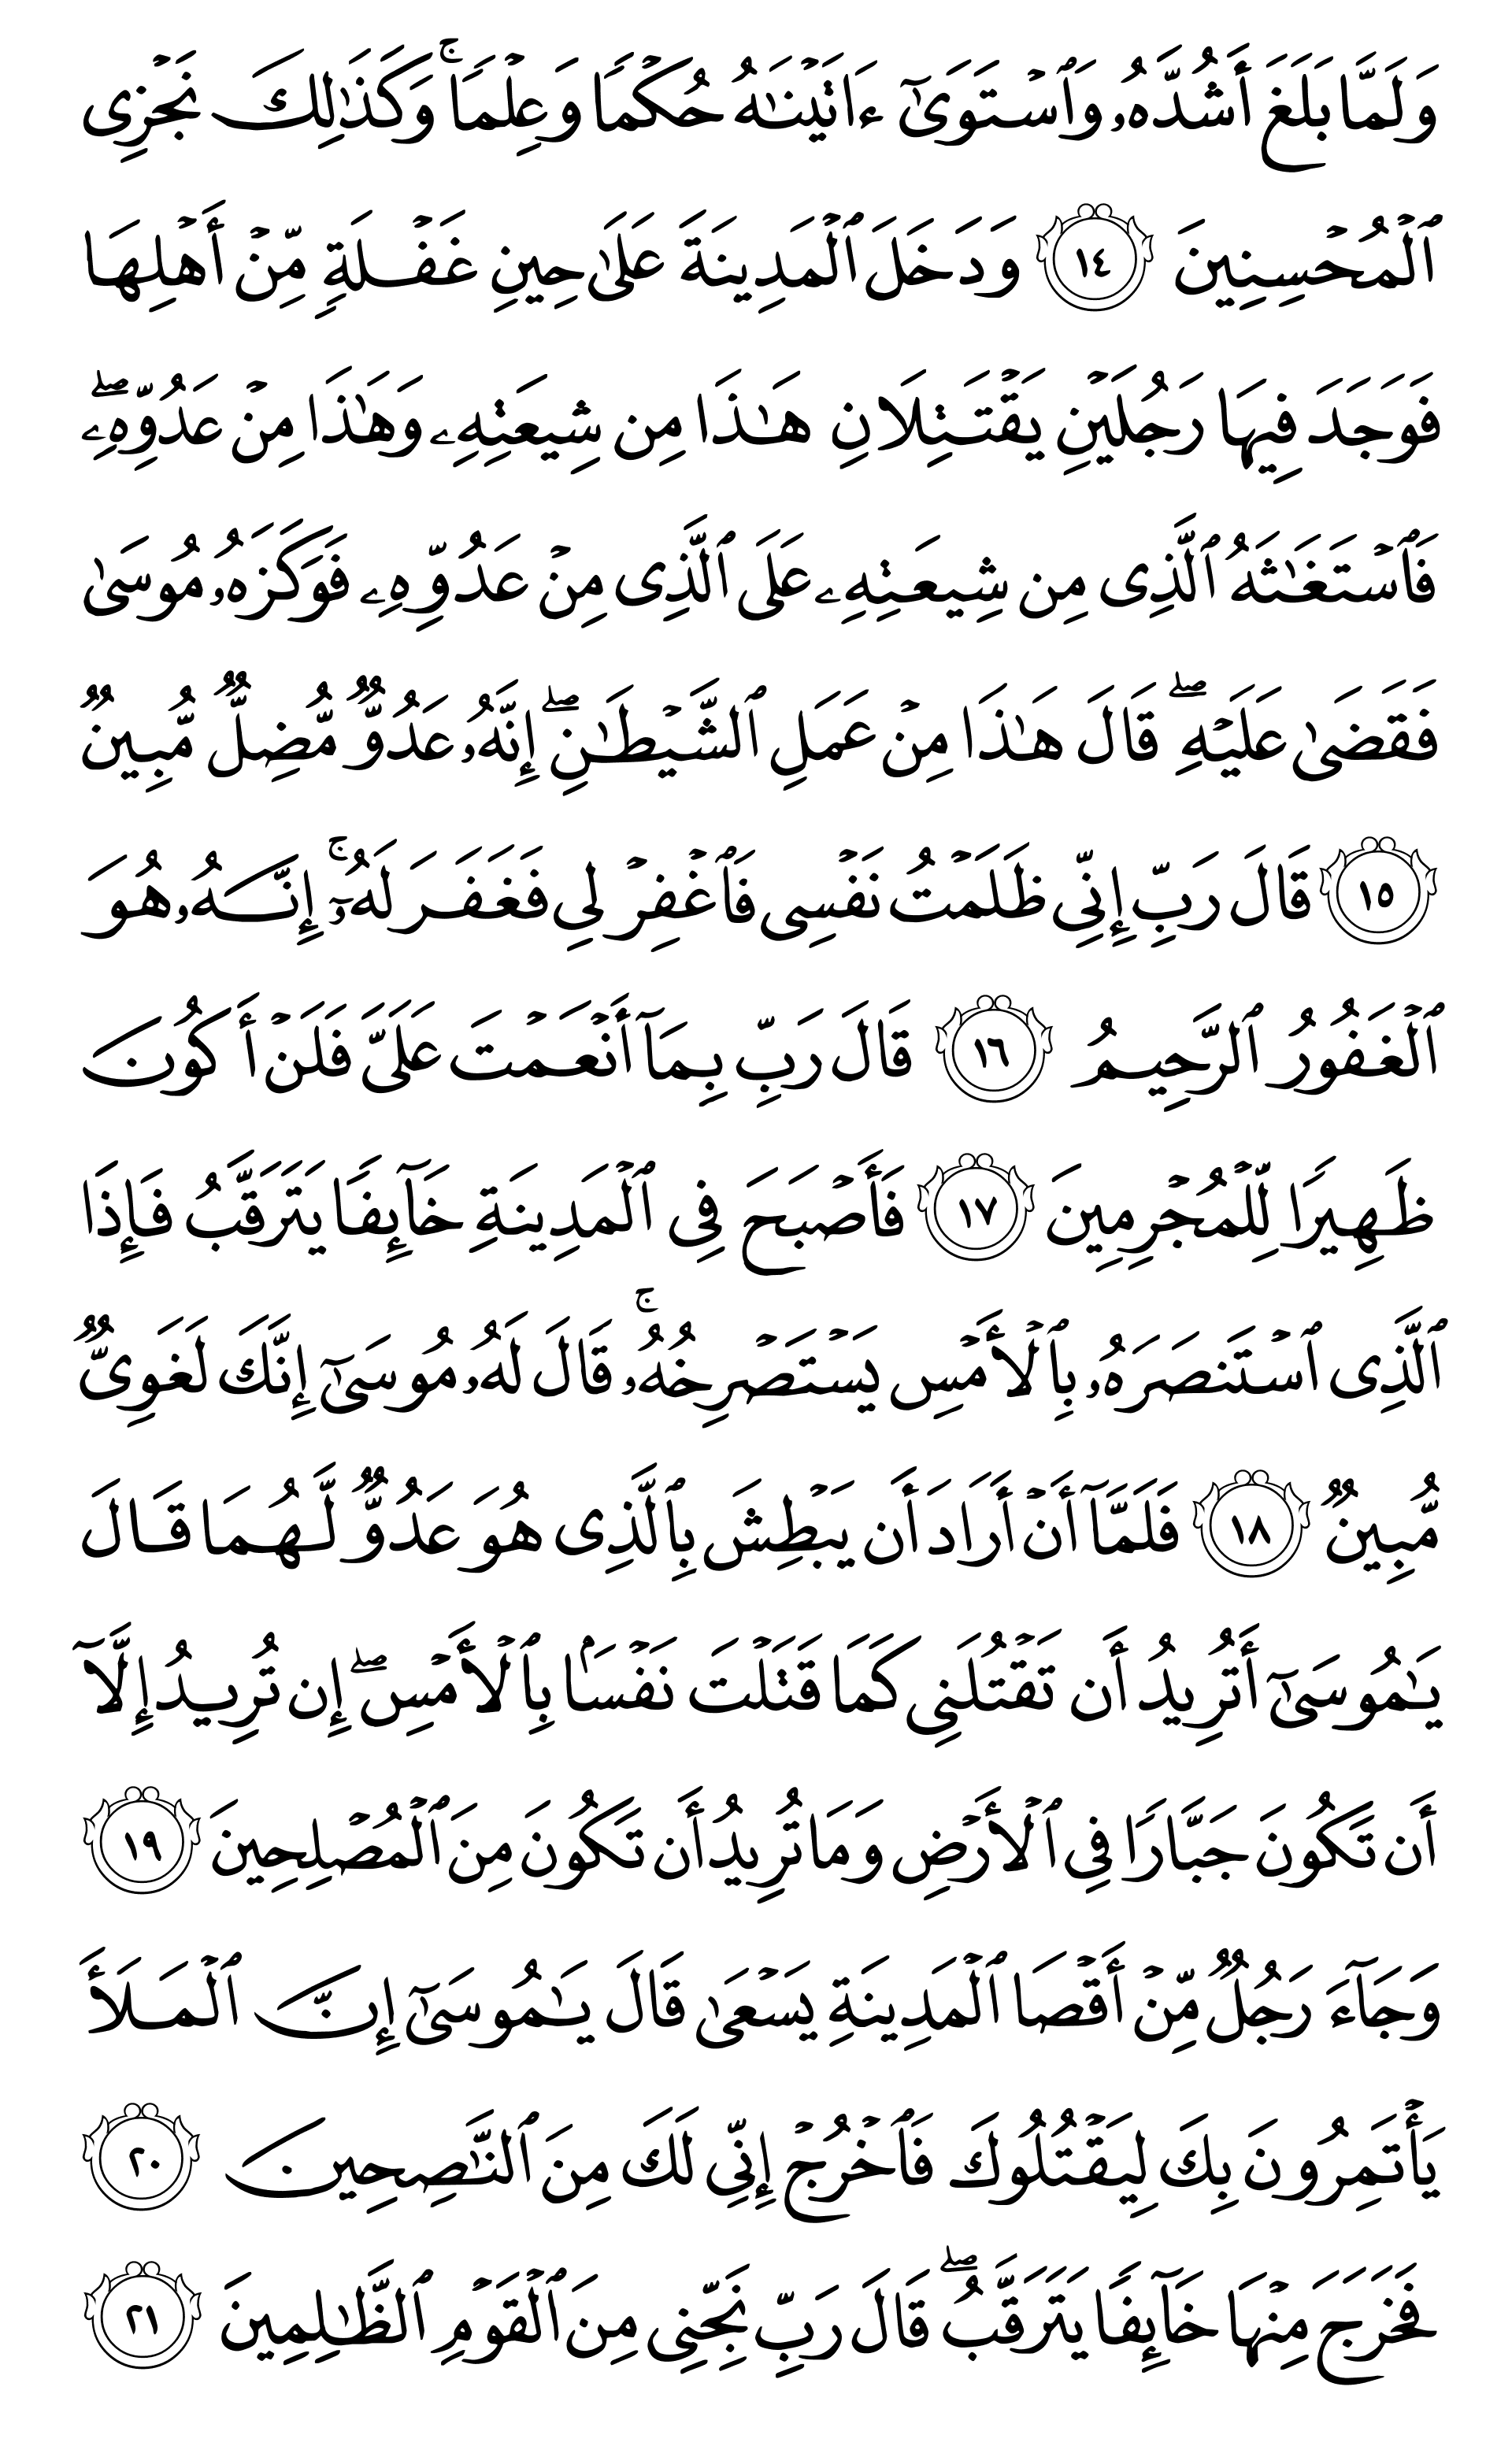 وَلَمَّا بَلَغَ أَشُدَّهُۥ وَٱسۡتَوَىٰٓ ءَاتَيۡنَٰهُ حُكۡمًا وَعِلۡمًاۚ وَكَذَٰلِكَ نَجۡزِي
ٱلۡمُحۡسِنِينَ ١٤ وَدَخَلَ ٱلۡمَدِينَةَ عَلَىٰ حِينِ غَفۡلَةٍ مِّنۡ أَهۡلِهَا
فَوَجَدَ فِيهَا رَجُلَيۡنِ يَقۡتَتِلَانِ هَٰذَا مِن شِيعَتِهِۦ وَهَٰذَا مِنۡ عَدُوِّهِۦۖ
فَٱسۡتَغَٰثَهُ ٱلَّذِي مِن شِيعَتِهِۦ عَلَى ٱلَّذِي مِنۡ عَدُوِّهِۦ فَوَكَزَهُۥ مُوسَىٰ
فَقَضَىٰ عَلَيۡهِۖ قَالَ هَٰذَا مِنۡ عَمَلِ ٱلشَّيۡطَٰنِۖ إِنَّهُۥ عَدُوٌّ مُّضِلٌّ مُّبِينٌ
١٥ قَالَ رَبِّ إِنِّي ظَلَمۡتُ نَفۡسِي فَٱغۡفِرۡ لِي فَغَفَرَ لَهُۥٓۚ إِنَّهُۥ هُوَ
ٱلۡغَفُورُ ٱلرَّحِيمُ ١٦ قَالَ رَبِّ بِمَآ أَنۡعَمۡتَ عَلَيَّ فَلَنۡ أَكُونَ
ظَهِيرًا لِّلۡمُجۡرِمِينَ ١٧ فَأَصۡبَحَ فِي ٱلۡمَدِينَةِ خَآئِفًا يَتَرَقَّبُ فَإِذَا
ٱلَّذِي ٱسۡتَنصَرَهُۥ بِٱلۡأَمۡسِ يَسۡتَصۡرِخُهُۥۚ قَالَ لَهُۥ مُوسَىٰٓ إِنَّكَ لَغَوِيٌّ
مُّبِينٌ ١٨ فَلَمَّآ أَنۡ أَرَادَ أَن يَبۡطِشَ بِٱلَّذِي هُوَ عَدُوٌّ لَّهُمَا قَالَ
يَٰمُوسَىٰٓ أَتُرِيدُ أَن تَقۡتُلَنِي كَمَا قَتَلۡتَ نَفۡسَۢا بِٱلۡأَمۡسِۖ إِن تُرِيدُ إِلَّآ
أَن تَكُونَ جَبَّارًا فِي ٱلۡأَرۡضِ وَمَا تُرِيدُ أَن تَكُونَ مِنَ ٱلۡمُصۡلِحِينَ ١٩
وَجَآءَ رَجُلٌ مِّنۡ أَقۡصَا ٱلۡمَدِينَةِ يَسۡعَىٰ قَالَ يَٰمُوسَىٰٓ إِنَّ ٱلۡمَلَأَ
يَأۡتَمِرُونَ بِكَ لِيَقۡتُلُوكَ فَٱخۡرُجۡ إِنِّي لَكَ مِنَ ٱلنَّٰصِحِينَ ٢٠
فَخَرَجَ مِنۡهَا خَآئِفًا يَتَرَقَّبُۖ قَالَ رَبِّ نَجِّنِي مِنَ ٱلۡقَوۡمِ ٱلظَّٰلِمِينَ ٢١